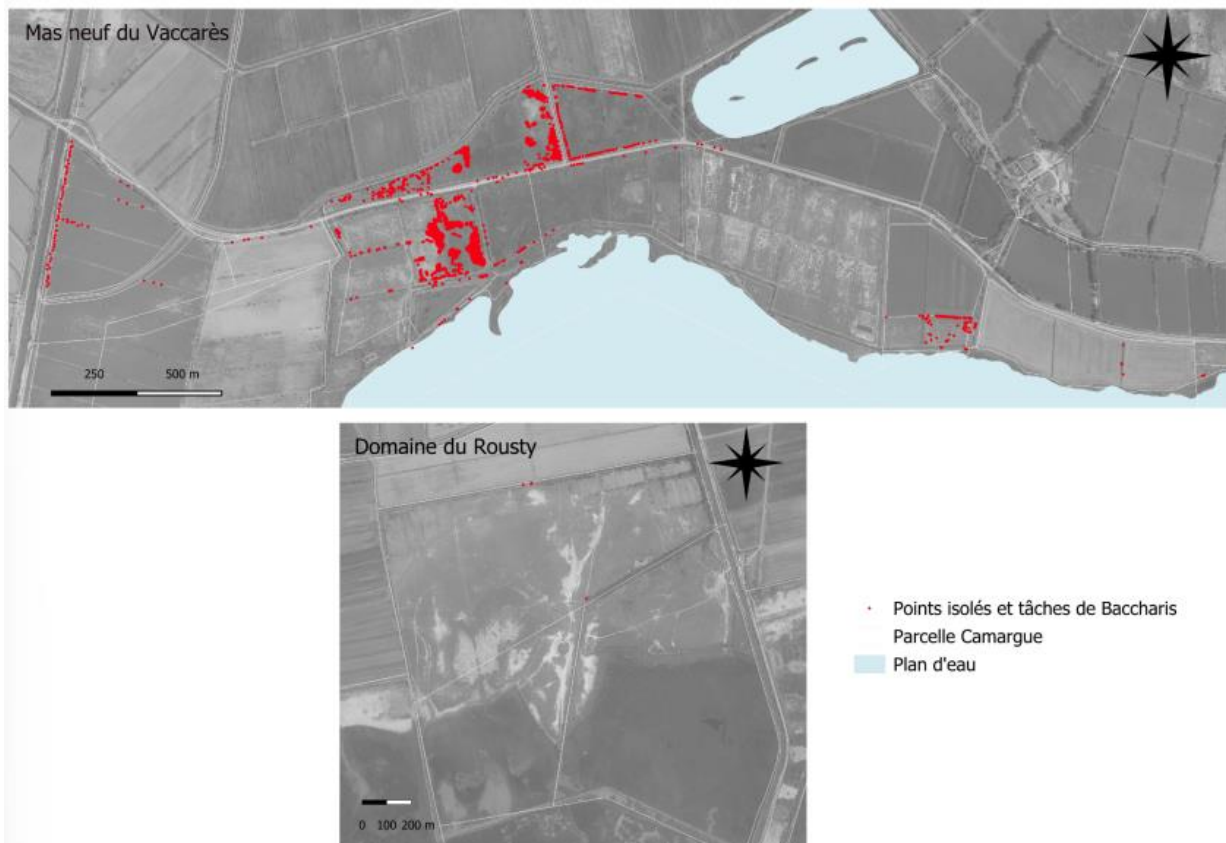 Mas neuf du Vaccarès
250 500 m
Domaine du Rousty
0 100 200 m
Points isolés et tâches de Baccharis
Parcelle Camargue
Plan d'eau